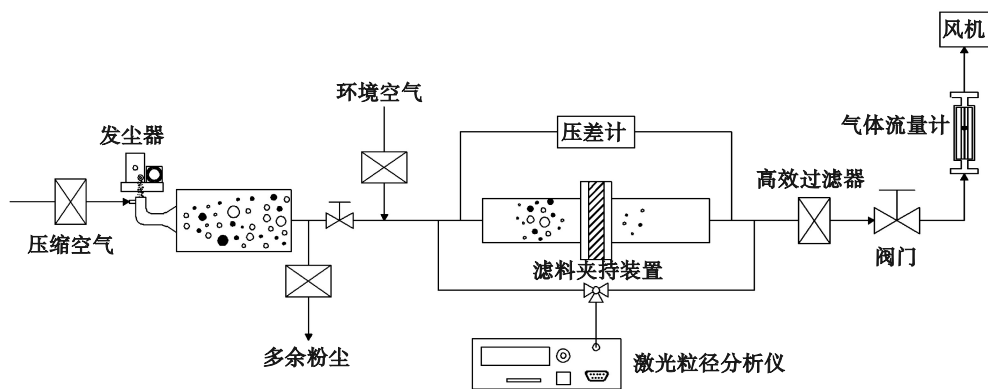 风机
环境空气
发尘器
压差计
气体流量计
高效过滤器
压缩空气
滤料夹持装置
阀门
多余粉尘
激光粒径分析仪